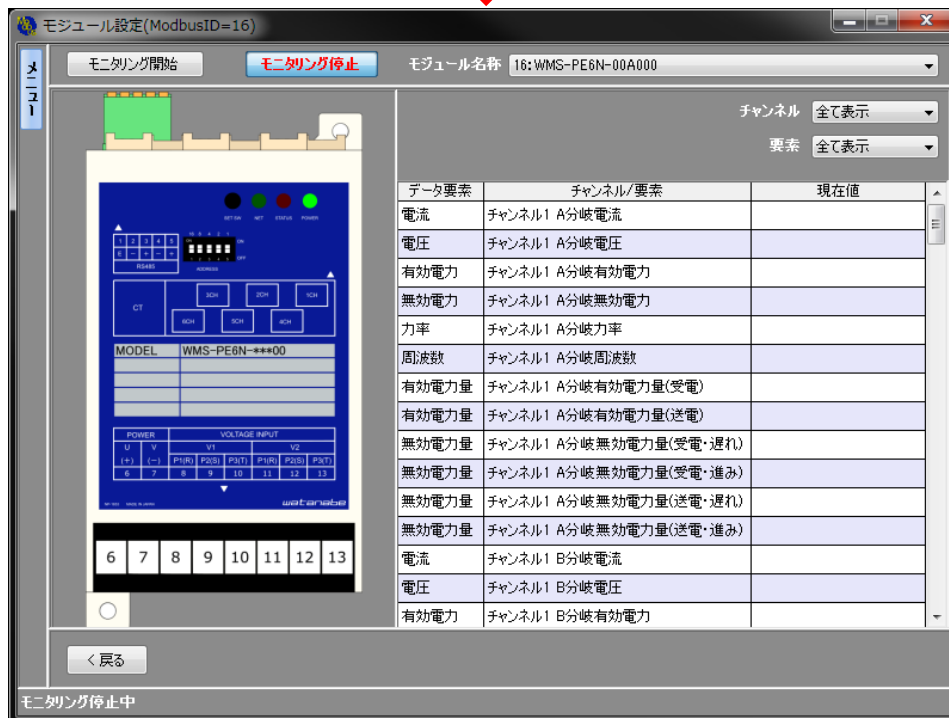 モジュール設定(ModbusID=16)
メニュー
モニタリング開始
モニタリング停止
モジュール名称 16:WMS-PE6N-00A000
チャンネル 全て表示
要素 全て表示
SET SW NET STATUS POWER
1 2 3 4 5
E - + - +
RS485
ON
OFF
ADDRESS
CT
3CH 2CH 1CH
6CH 5CH 4CH
MODEL WMS-PE6N-***00
POWER VOLTAGE INPUT
U V V1 V2
(+) (-) P1(R) P2(S) P3(T) P1(R) P2(S) P3(T)
6 7 8 9 10 11 12 13
MADE IN JAPAN watanabe
6 7 8 9 10 11 12 13
データ要素 チャンネル/要素 現在値
電流 チャンネル1 A分岐電流
電圧 チャンネル1 A分岐電圧
有効電力 チャンネル1 A分岐有効電力
無効電力 チャンネル1 A分岐無効電力
力率 チャンネル1 A分岐力率
周波数 チャンネル1 A分岐周波数
有効電力量 チャンネル1 A分岐有効電力量(受電)
有効電力量 チャンネル1 A分岐有効電力量(送電)
無効電力量 チャンネル1 A分岐無効電力量(受電・遅れ)
無効電力量 チャンネル1 A分岐無効電力量(受電・進み)
無効電力量 チャンネル1 A分岐無効電力量(送電・遅れ)
無効電力量 チャンネル1 A分岐無効電力量(送電・進み)
電流 チャンネル1 B分岐電流
電圧 チャンネル1 B分岐電圧
有効電力 チャンネル1 B分岐有効電力
<戻る
モニタリング停止中